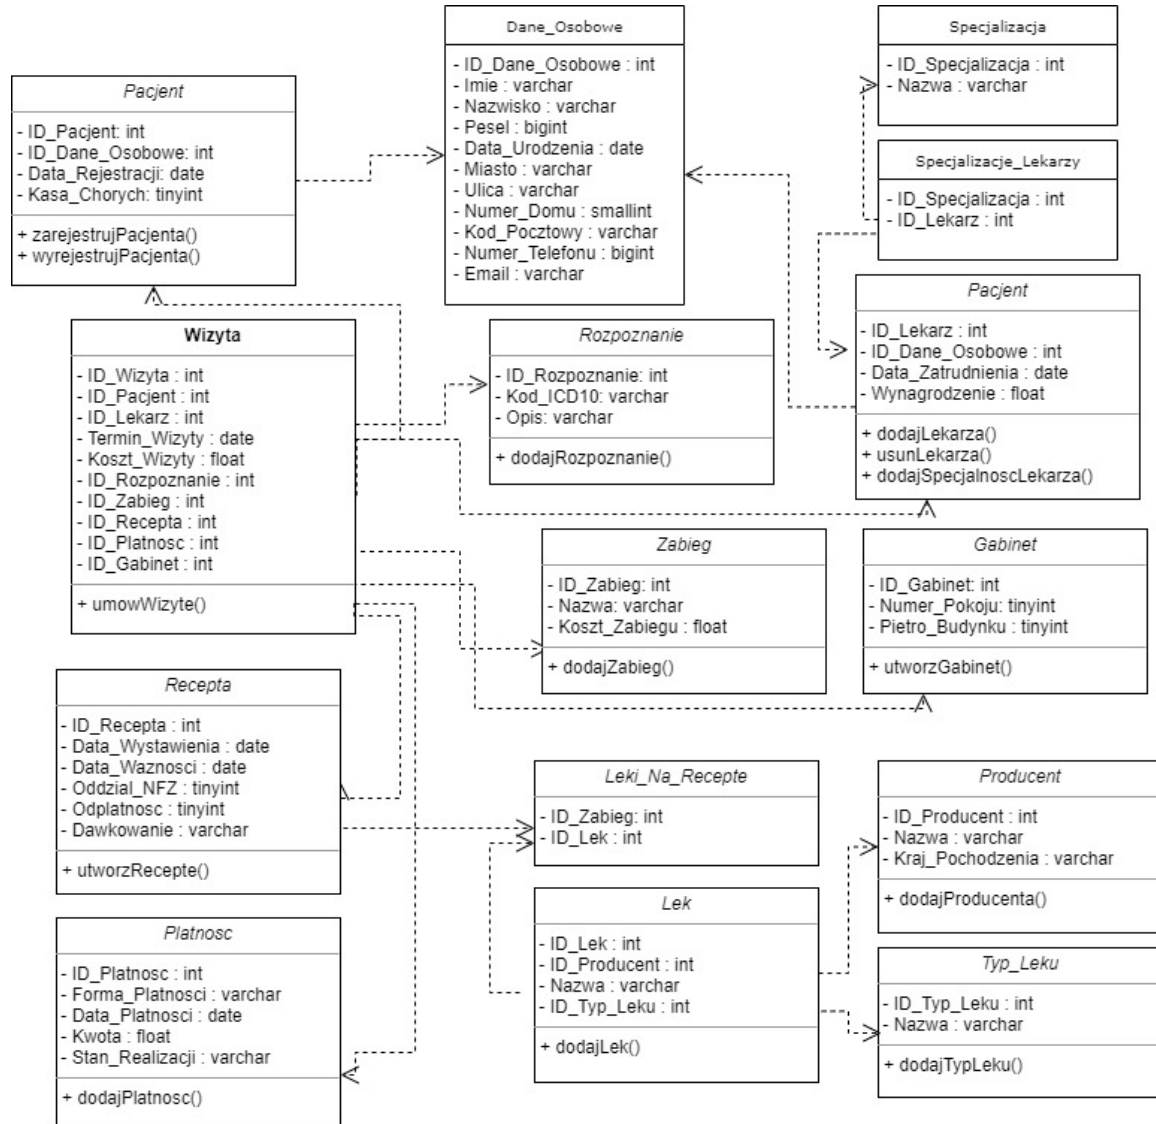 Dane_Osobowe
- ID_Dane_Osobowe : int
- Imie : varchar
- Nazwisko : varchar
- Pesel : bigint
- Data_Urodzenia : date
- Miasto : varchar
- Ulica : varchar
- Numer_Domu : smallint
- Kod_Pocztowy : varchar
- Numer_Telefonu : bigint
- Email : varchar
Specjalizacja
- ID_Specjalizacja : int
- Nazwa : varchar
Pacjent
- ID_Pacjent: int
- ID_Dane_Osobowe: int
- Data_Rejestracji: date
- Kasa_Chorych: tinyint
+ zarejestrujPacjenta()
+ wyrejestrujPacjenta()
Specjalizacje_Lekarzy
- ID_Specjalizacja : int
- ID_Lekarz : int
Pacjent
- ID_Lekarz : int
- ID_Dane_Osobowe : int
- Data_Zatrudnienia : date
- Wynagrodzenie : float
+ dodajLekarza()
+ usunLekarza()
+ dodajSpecjalnoscLekarza()
Wizyta
- ID_Wizyta : int
- ID_Pacjent : int
- ID_Lekarz : int
- Termin_Wizyty : date
- Koszt_Wizyty : float
- ID_Rozpoznanie : int
- ID_Zabieg : int
- ID_Recepta : int
- ID_Platnosc : int
- ID_Gabinet : int
+ umowWizyte()
Rozpoznanie
- ID_Rozpoznanie: int
- Kod_ICD10: varchar
- Opis: varchar
+ dodajRozpoznanie()
Zabieg
- ID_Zabieg: int
- Nazwa: varchar
- Koszt_Zabiegu : float
+ dodajZabieg()
Gabinet
- ID_Gabinet: int
- Numer_Pokoju: tinyint
- Pietro_Budynku : tinyint
+ utworzGabinet()
Recepta
- ID_Recepta : int
- Data_Wystawienia : date
- Data_Waznosci : date
- Oddzial_NFZ : tinyint
- Odplatnosc : tinyint
- Dawkowanie : varchar
+ utworzRecepte()
Leki_Na_Recepte
- ID_Zabieg: int
- ID_Lek : int
Producent
- ID_Producent : int
- Nazwa : varchar
- Kraj_Pochodzenia : varchar
+ dodajProducenta()
Lek
- ID_Lek : int
- ID_Producent : int
- Nazwa : varchar
- ID_Typ_Leku : int
+ dodajLek()
Platnosc
- ID_Platnosc : int
- Forma_Platnosci : varchar
- Data_Platnosci : date
- Kwota : float
- Stan_Realizacji : varchar
+ dodajPlatnosc()
Typ_Leku
- ID_Typ_Leku : int
- Nazwa : varchar
+ dodajTypLeku()